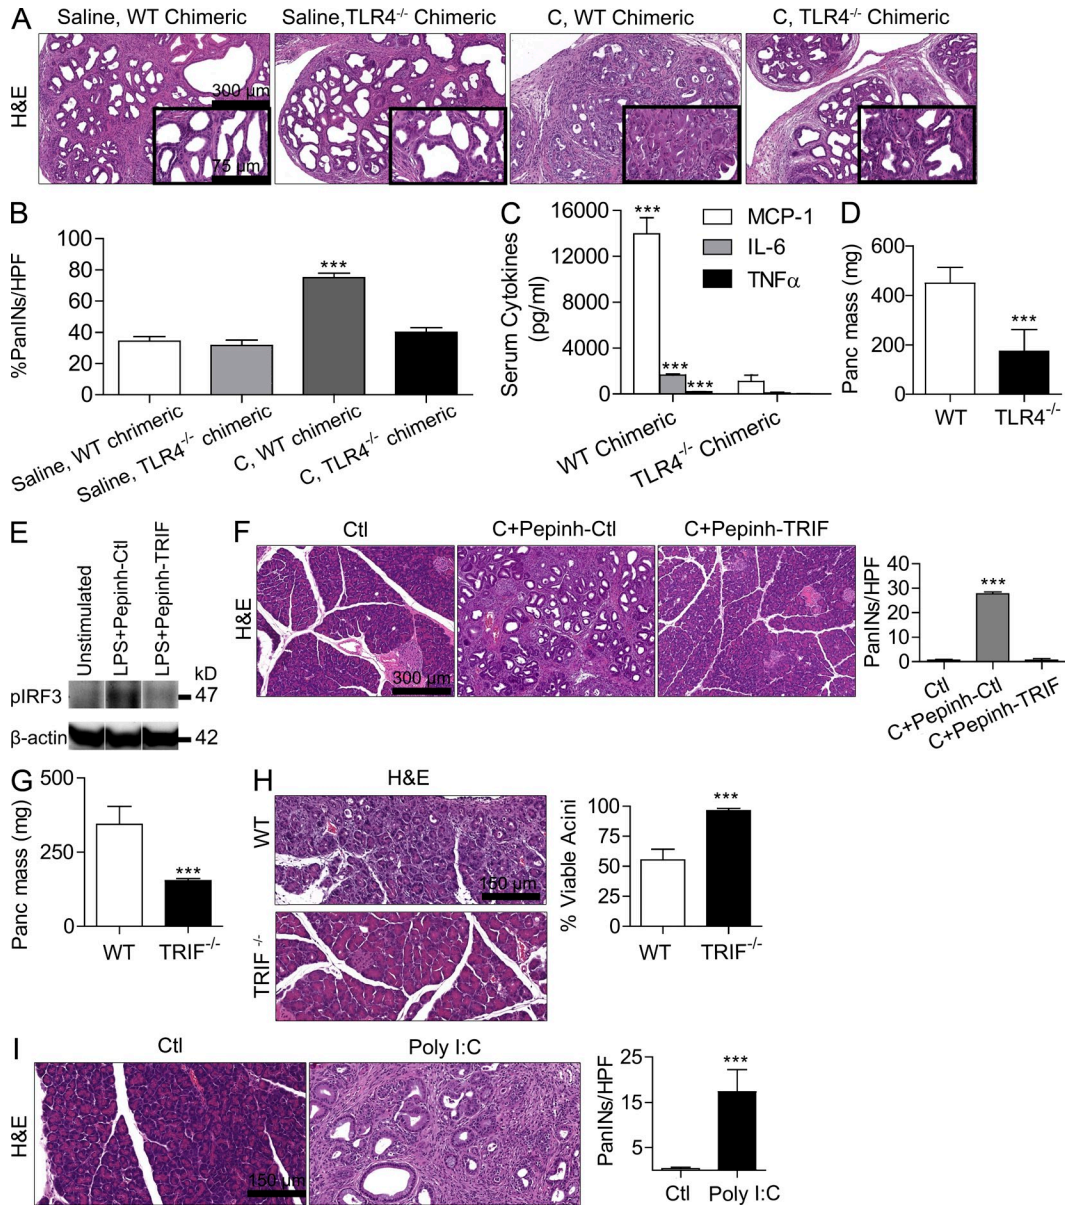 A
Saline, WT Chimeric
Saline,TLR4-/- Chimeric
C, WT Chimeric
C, TLR4-/- Chimeric
H&E
300 µm
75 µm
B
%PanINs/HPF
100
80
60
40
20
0
***
Saline, WT chrimeric
Saline, TLR4-/- chimeric
C, WT chimeric
C, TLR4-/- chimeric
C
Serum Cytokines
(pg/ml)
16000
12000
8000
4000
0
***
***
***
MCP-1
IL-6
TNFα
WT Chimeric
TLR4-/- Chimeric
D
Panc mass (mg)
600
400
200
0
***
WT
TLR4-/-
E
Unstimulated
LPS+Pepinh-Ctl
LPS+Pepinh-TRIF
kD
pIRF3
47
β-actin
42
F
Ctl
C+Pepinh-Ctl
C+Pepinh-TRIF
H&E
300 µm
PanINs/HPF
40
30
20
10
0
***
Ctl
C+Pepinh-Ctl
C+Pepinh-TRIF
G
Panc mass (mg)
500
250
0
***
WT
TRIF-/-
H
H&E
WT
150 µm
TRIF -/-
% Viable Acini
100
75
50
25
0
***
WT
TRIF-/-
I
Ctl
Poly I:C
H&E
150 µm
PanINs/HPF
25
15
5
***
Ctl
Poly I:C